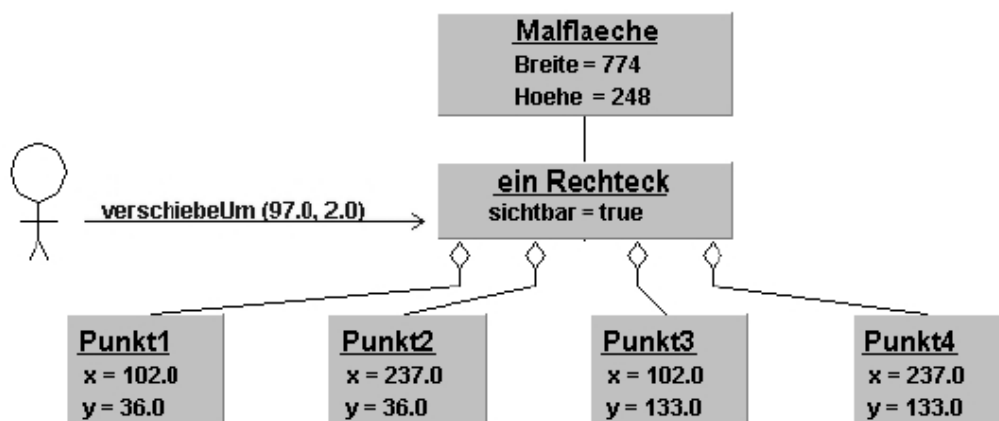 Malflaeche
Breite = 774
Hoehe = 248
ein Rechteck
sichtbar = true
verschiebeUm (97.0, 2.0)
Punkt1
x = 102.0
y = 36.0
Punkt2
x = 237.0
y = 36.0
Punkt3
x = 102.0
y = 133.0
Punkt4
x = 237.0
y = 133.0